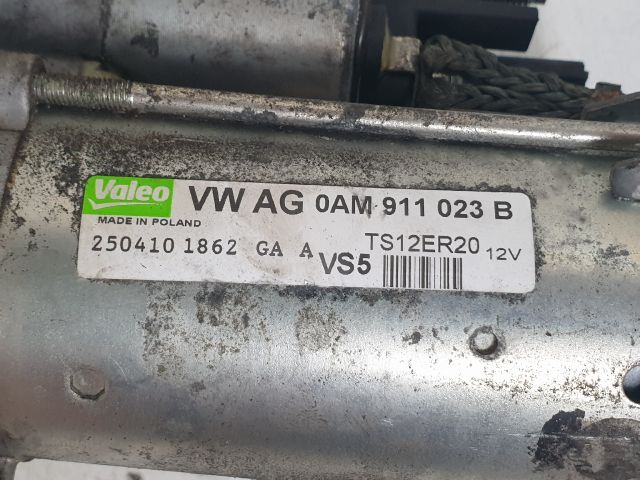 Valeo VW AG 0AM 911 023 B
MADE IN POLAND
250410 1862 GA A VS5 TS12ER20 12V